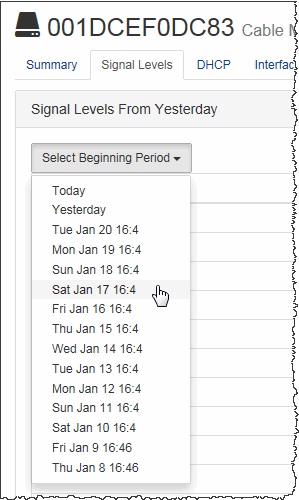 001DCEF0DC83 Cable
Summary Signal Levels DHCP Interfac
Signal Levels From Yesterday
Select Beginning Period
Today
Yesterday
Tue Jan 20 16:4
Mon Jan 19 16:4
Sun Jan 18 16:4
Sat Jan 17 16:4
Fri Jan 16 16:4
Thu Jan 15 16:4
Wed Jan 14 16:4
Tue Jan 13 16:4
Mon Jan 12 16:4
Sun Jan 11 16:4
Sat Jan 10 16:4
Fri Jan 9 16:46
Thu Jan 8 16:46